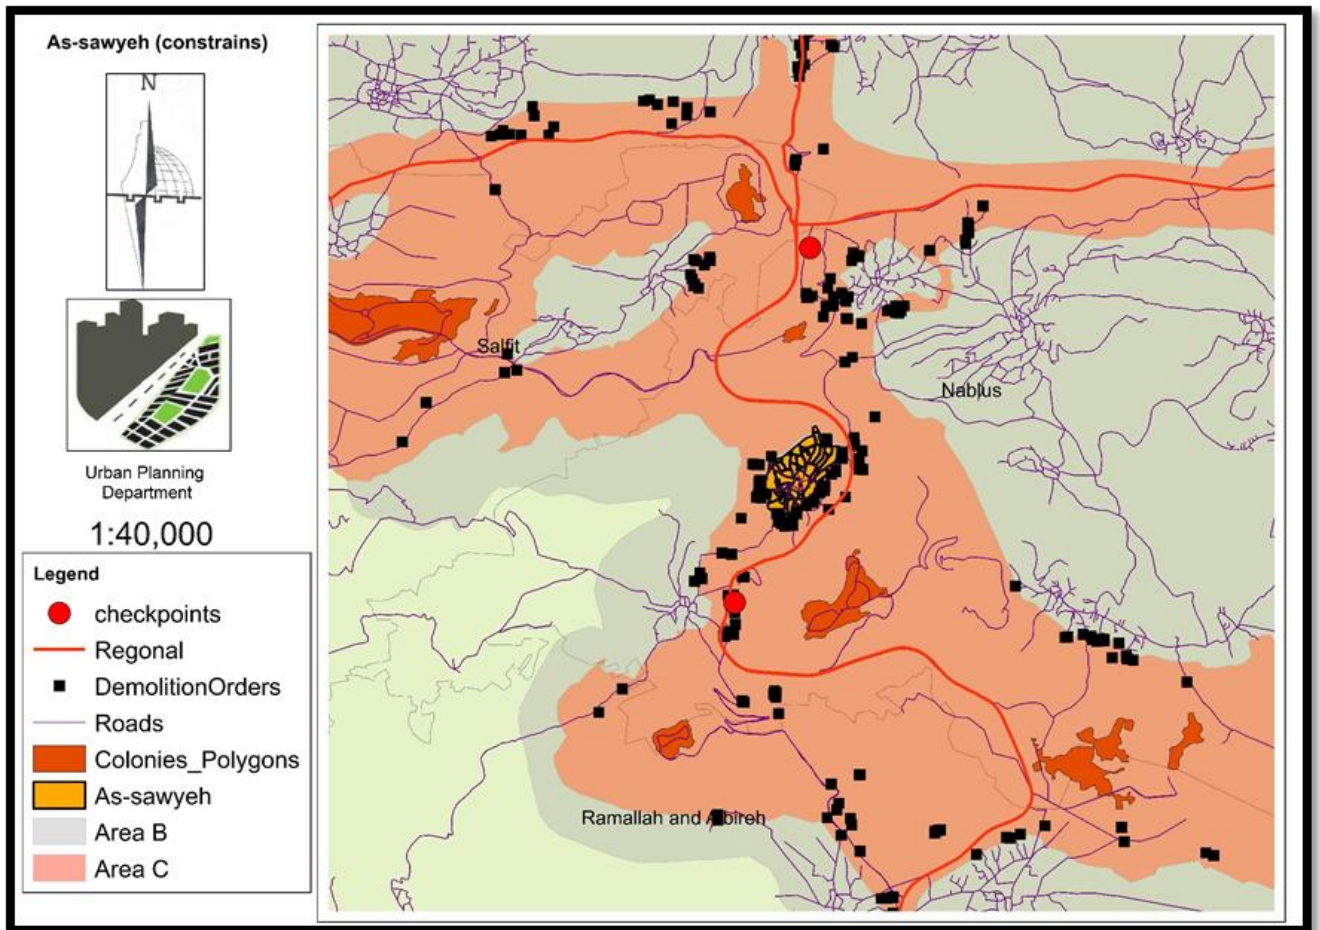 As-sawyeh (constrains)
N
Urban Planning
Department
1:40,000
Legend
checkpoints
Regonal
DemolitionOrders
Roads
Colonies_Polygons
As-sawyeh
Area B
Area C
Salfit
Nablus
Ramallah and Albireh